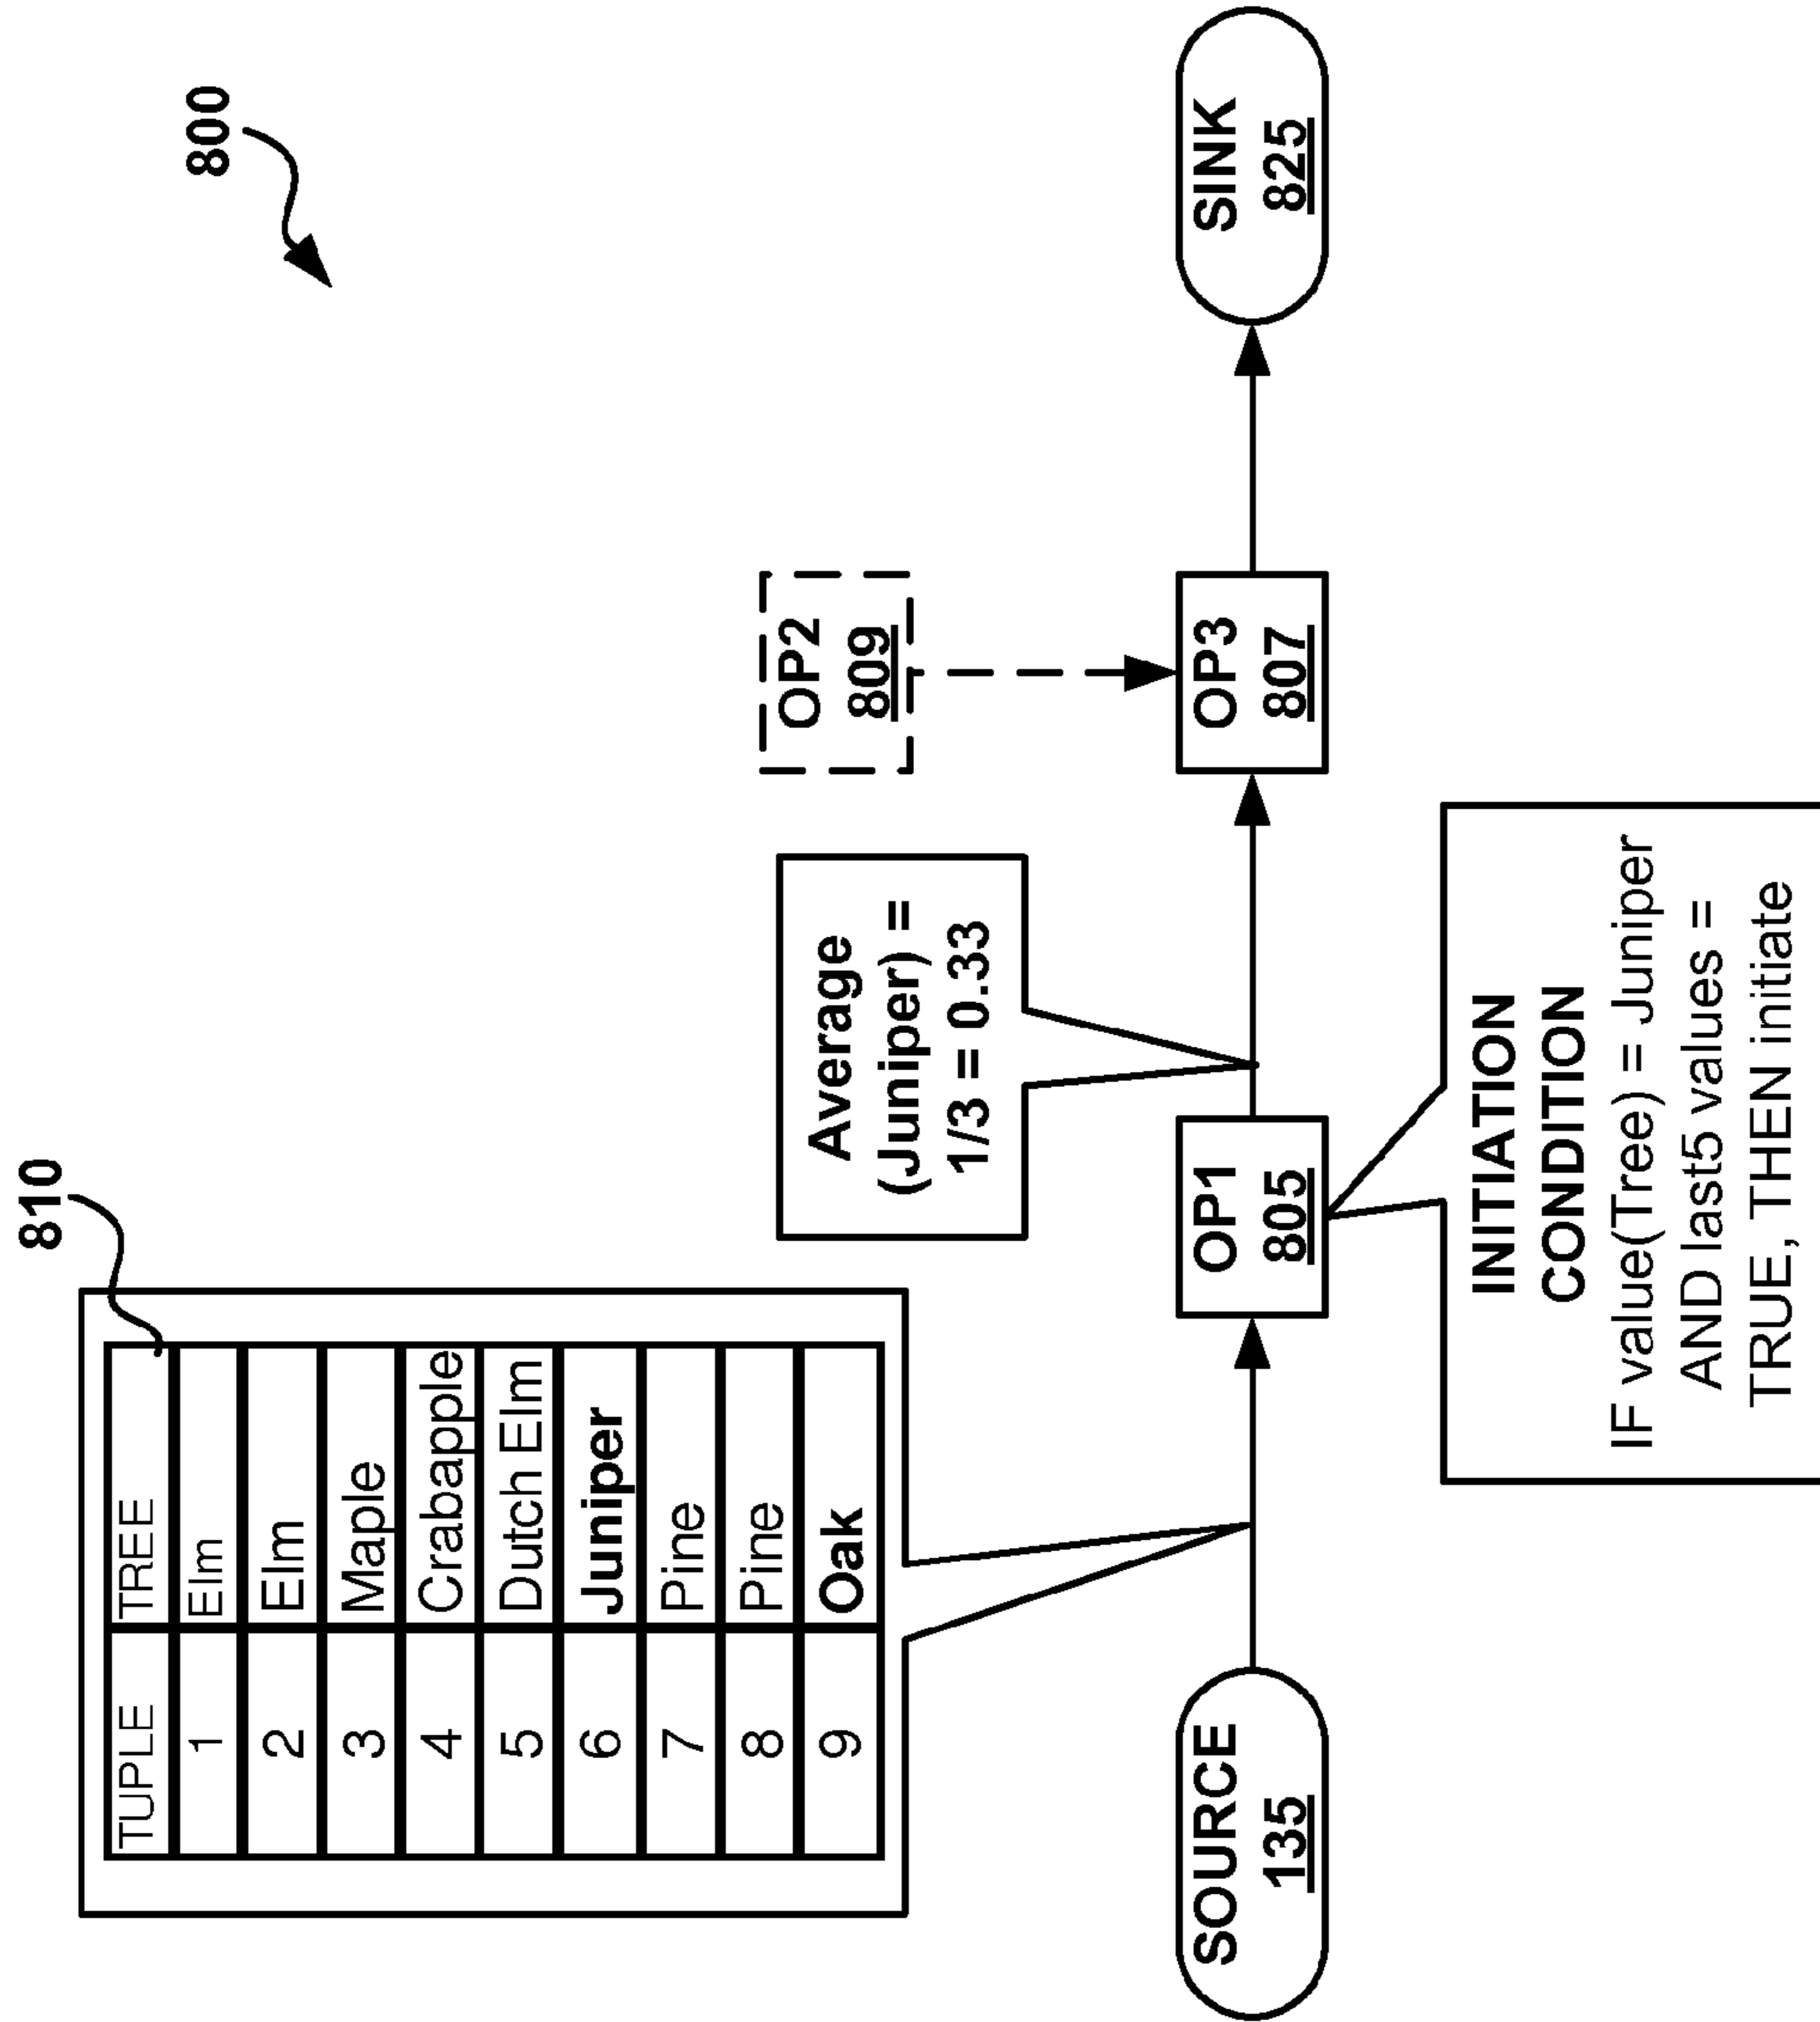 800
810
TUPLE TREE
1 Elm
2 Elm
3 Maple
4 Crabapple
5 Dutch Elm
6 Juniper
7 Pine
8 Pine
9 Oak
Average
(Juniper) =
1/3 = 0.33
OP2
809
SOURCE
135
OP1
805
OP3
807
SINK
825
INITIATION
CONDITION
IF value(Tree) = Juniper
AND last5 values =
TRUE, THEN initiate